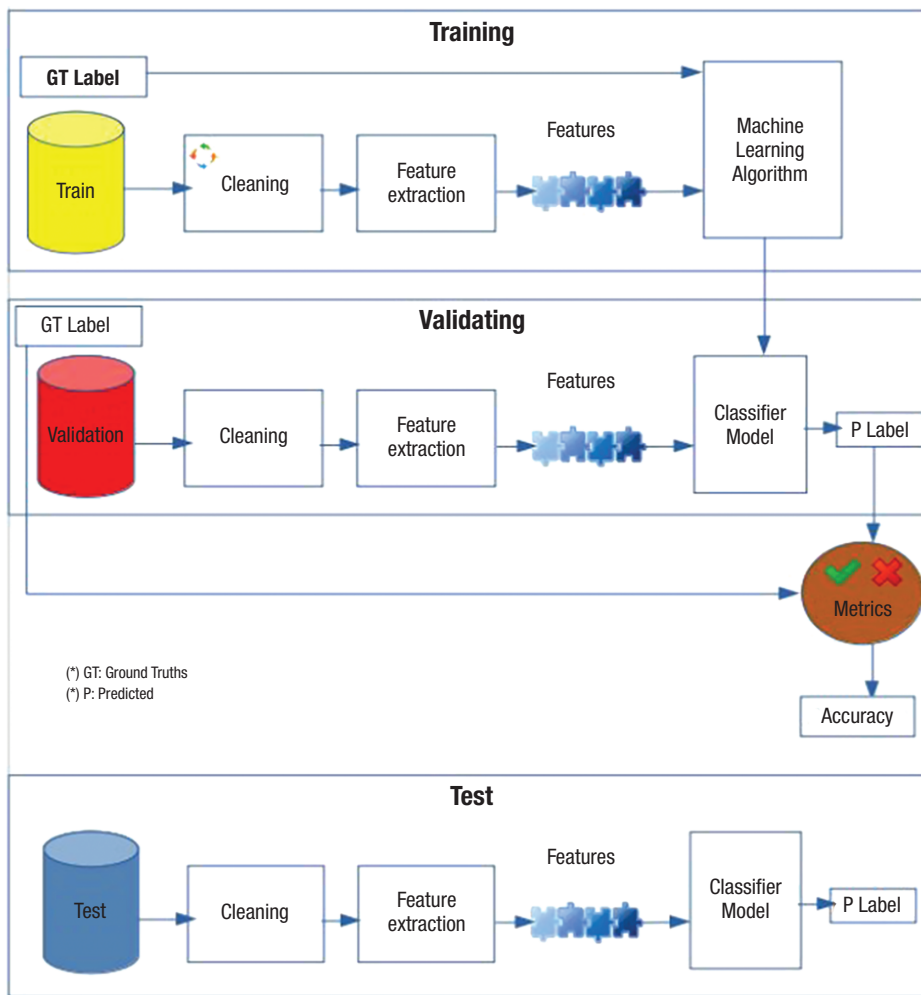 Training
GT Label
Train
Cleaning
Feature
extraction
Features
Machine
Learning
Algorithm
Validating
GT Label
Validation
Cleaning
Feature
extraction
Features
Classifier
Model
P Label
Metrics
(*) GT: Ground Truths
(*) P: Predicted
Accuracy
Test
Test
Cleaning
Feature
extraction
Features
Classifier
Model
P Label